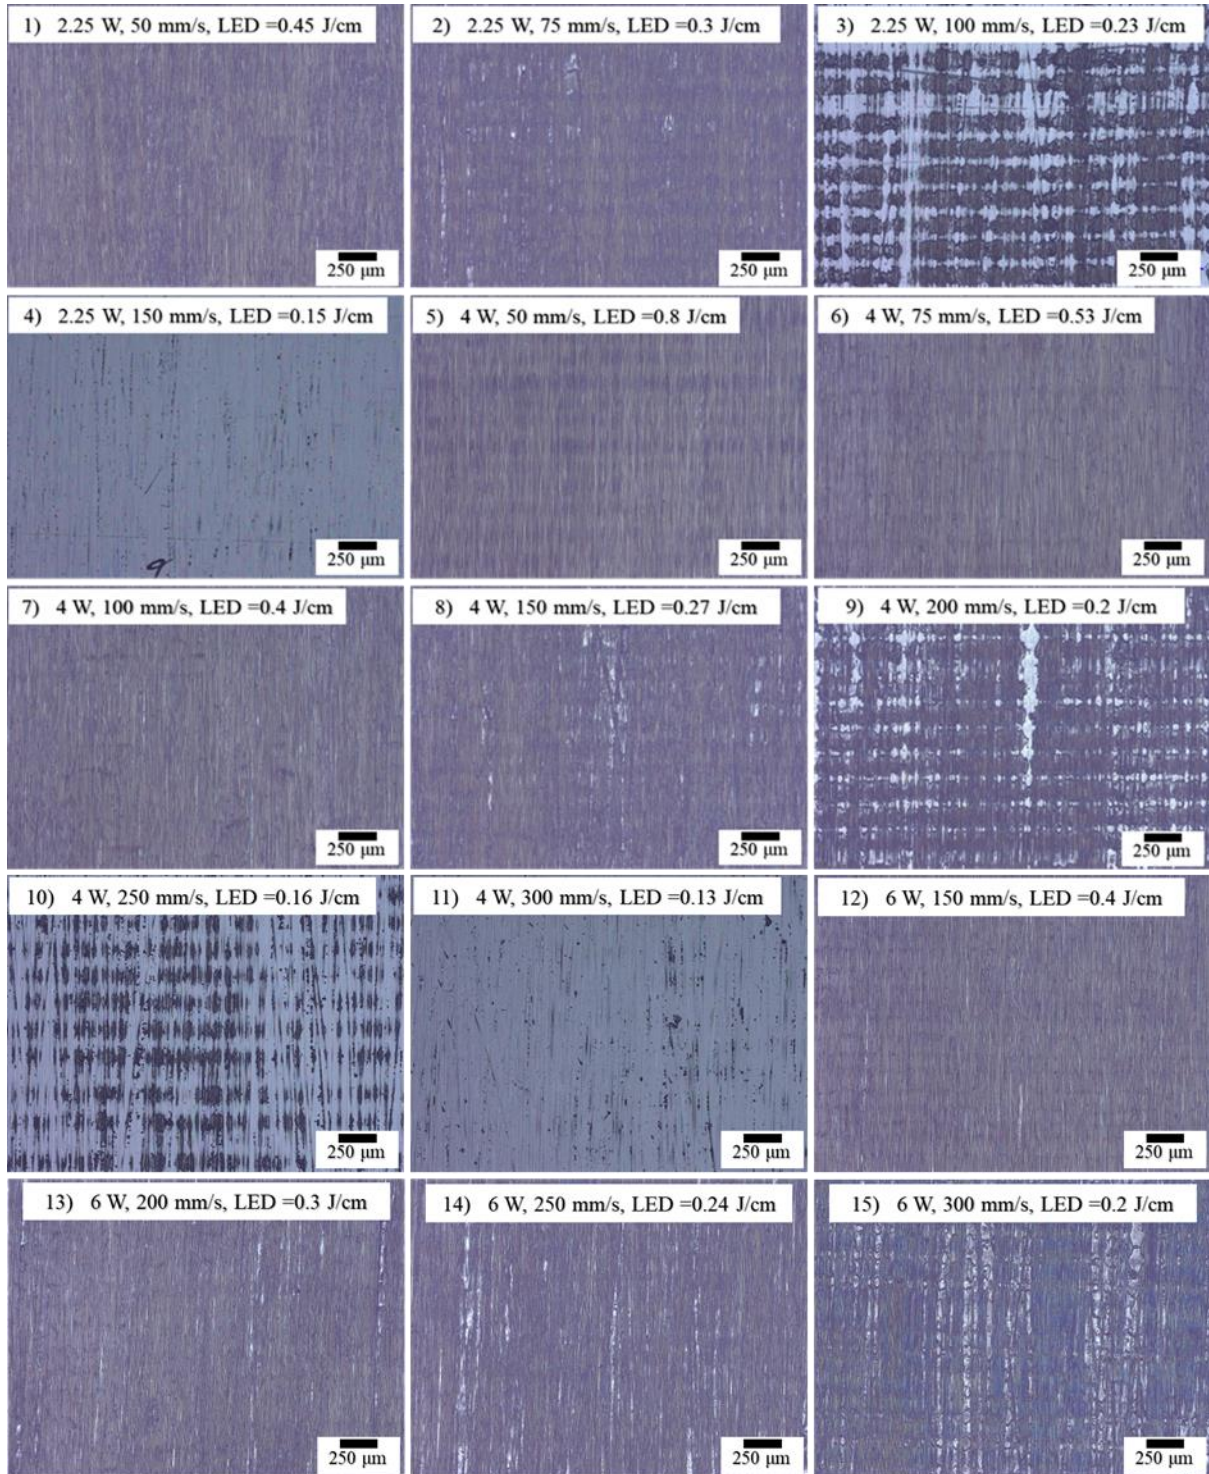 1) 2.25 W, 50 mm/s, LED =0.45 J/cm
2) 2.25 W, 75 mm/s, LED =0.3 J/cm
3) 2.25 W, 100 mm/s, LED =0.23 J/cm
250 μm
250 μm
250 μm
4) 2.25 W, 150 mm/s, LED =0.15 J/cm
5) 4 W, 50 mm/s, LED =0.8 J/cm
6) 4 W, 75 mm/s, LED =0.53 J/cm
250 μm
250 μm
250 μm
7) 4 W, 100 mm/s, LED =0.4 J/cm
8) 4 W, 150 mm/s, LED =0.27 J/cm
9) 4 W, 200 mm/s, LED =0.2 J/cm
250 μm
250 μm
250 μm
10) 4 W, 250 mm/s, LED =0.16 J/cm
11) 4 W, 300 mm/s, LED =0.13 J/cm
12) 6 W, 150 mm/s, LED =0.4 J/cm
250 μm
250 μm
250 μm
13) 6 W, 200 mm/s, LED =0.3 J/cm
14) 6 W, 250 mm/s, LED =0.24 J/cm
15) 6 W, 300 mm/s, LED =0.2 J/cm
250 μm
250 μm
250 μm